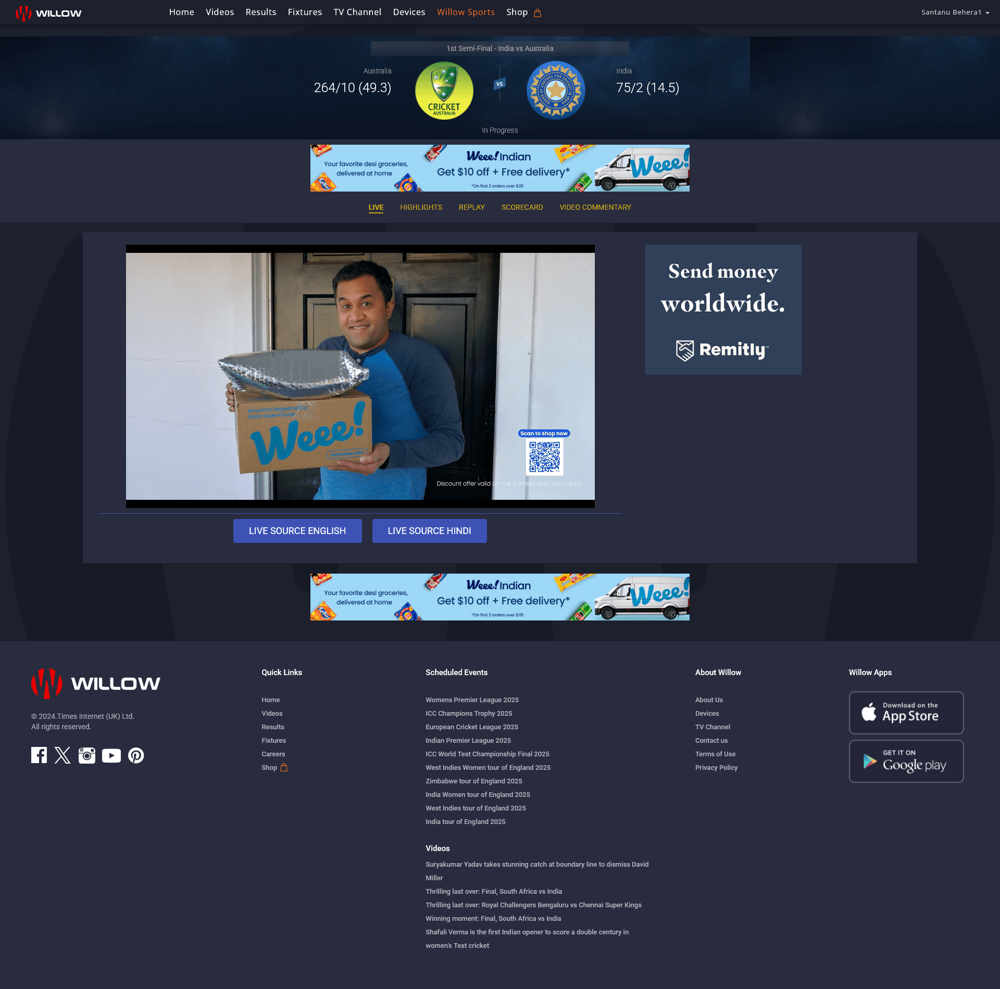 WILLOW
Home Videos Results Fixtures TV Channel Devices Willow Sports Shop
Santanu Behera1
1st Semi-Final - India vs Australia
Australia
264/10 (49.3)
CRICKET
AUSTRALIA
VS
India
75/2 (14.5)
In Progress
Your favorite desi groceries,
delivered at home
Weee! Indian
Get $10 off + Free delivery*
*On first 2 orders over $35
Weee!
LIVE HIGHLIGHTS REPLAY SCORECARD VIDEO COMMENTARY
America's largest online
Asian supermarket
Weee!
sayweee.com
Scan to shop now
Discount offer valid on first 2 orders only. T&Cs apply.
Send money
worldwide.
Remitly™
LIVE SOURCE ENGLISH LIVE SOURCE HINDI
Your favorite desi groceries,
delivered at home
Weee! Indian
Get $10 off + Free delivery*
*On first 2 orders over $35
Weee!
WILLOW
© 2024.Times Internet (UK) Ltd.
All rights reserved.
Quick Links
Home
Videos
Results
Fixtures
Careers
Shop
Scheduled Events
Womens Premier League 2025
ICC Champions Trophy 2025
European Cricket League 2025
Indian Premier League 2025
ICC World Test Championship Final 2025
West Indies Women tour of England 2025
Zimbabwe tour of England 2025
India Women tour of England 2025
West Indies tour of England 2025
India tour of England 2025
Videos
Suryakumar Yadav takes stunning catch at boundary line to dismiss David
Miller
Thrilling last over: Final, South Africa vs India
Thrilling last over: Royal Challengers Bengaluru vs Chennai Super Kings
Winning moment: Final, South Africa vs India
Shafali Verma is the first Indian opener to score a double century in
women's Test cricket
About Willow
About Us
Devices
TV Channel
Contact us
Terms of Use
Privacy Policy
Willow Apps
Download on the
App Store
GET IT ON
Google play